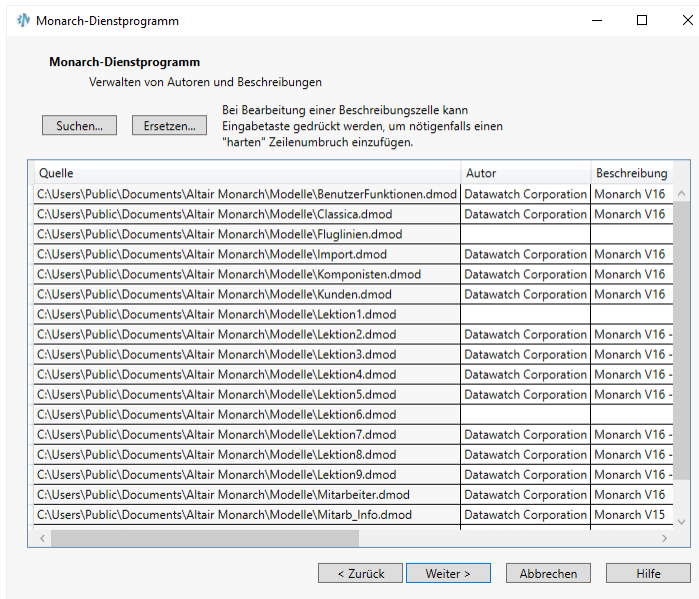 Monarch-Dienstprogramm
Monarch-Dienstprogramm
Verwalten von Autoren und Beschreibungen
Suchen... Ersetzen... Bei Bearbeitung einer Beschreibungszelle kann
Eingabetaste gedrückt werden, um nötigenfalls einen
"harten" Zeilenumbruch einzufügen.
Quelle Autor Beschreibung
C:\Users\Public\Documents\Altair Monarch\Modelle\BenutzerFunktionen.dmod Datawatch Corporation Monarch V16
C:\Users\Public\Documents\Altair Monarch\Modelle\Classica.dmod Datawatch Corporation Monarch V16
C:\Users\Public\Documents\Altair Monarch\Modelle\Fluglinien.dmod
C:\Users\Public\Documents\Altair Monarch\Modelle\Import.dmod Datawatch Corporation Monarch V16
C:\Users\Public\Documents\Altair Monarch\Modelle\Komponisten.dmod Datawatch Corporation Monarch V16
C:\Users\Public\Documents\Altair Monarch\Modelle\Kunden.dmod Datawatch Corporation Monarch V16
C:\Users\Public\Documents\Altair Monarch\Modelle\Lektion1.dmod
C:\Users\Public\Documents\Altair Monarch\Modelle\Lektion2.dmod Datawatch Corporation Monarch V16 -
C:\Users\Public\Documents\Altair Monarch\Modelle\Lektion3.dmod Datawatch Corporation Monarch V16 -
C:\Users\Public\Documents\Altair Monarch\Modelle\Lektion4.dmod Datawatch Corporation Monarch V16 -
C:\Users\Public\Documents\Altair Monarch\Modelle\Lektion5.dmod Datawatch Corporation Monarch V16 -
C:\Users\Public\Documents\Altair Monarch\Modelle\Lektion6.dmod
C:\Users\Public\Documents\Altair Monarch\Modelle\Lektion7.dmod Datawatch Corporation Monarch V16 -
C:\Users\Public\Documents\Altair Monarch\Modelle\Lektion8.dmod Datawatch Corporation Monarch V16 -
C:\Users\Public\Documents\Altair Monarch\Modelle\Lektion9.dmod Datawatch Corporation Monarch V16 -
C:\Users\Public\Documents\Altair Monarch\Modelle\Mitarbeiter.dmod Datawatch Corporation Monarch V16
C:\Users\Public\Documents\Altair Monarch\Modelle\Mitarb_Info.dmod Datawatch Corporation Monarch V15
< Zurück Weiter > Abbrechen Hilfe